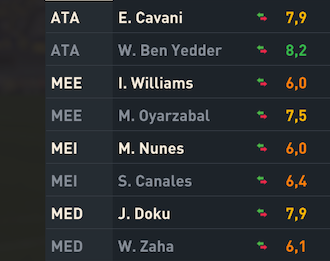 ATA E. Cavani 7,9
ATA W. Ben Yedder 8,2
MEE I. Williams 6,0
MEE M. Oyarzabal 7,5
MEI M. Nunes 6,0
MEI S. Canales 6,4
MED J. Doku 7,9
MED W. Zaha 6,1